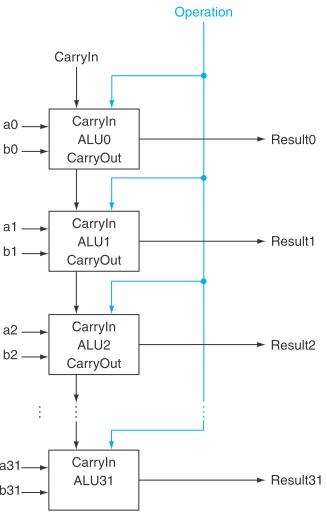 Operation
CarryIn
a0
b0
CarryIn
ALU0
CarryOut
Result0
a1
b1
CarryIn
ALU1
CarryOut
Result1
a2
b2
CarryIn
ALU2
CarryOut
Result2
a31
b31
CarryIn
ALU31
Result31